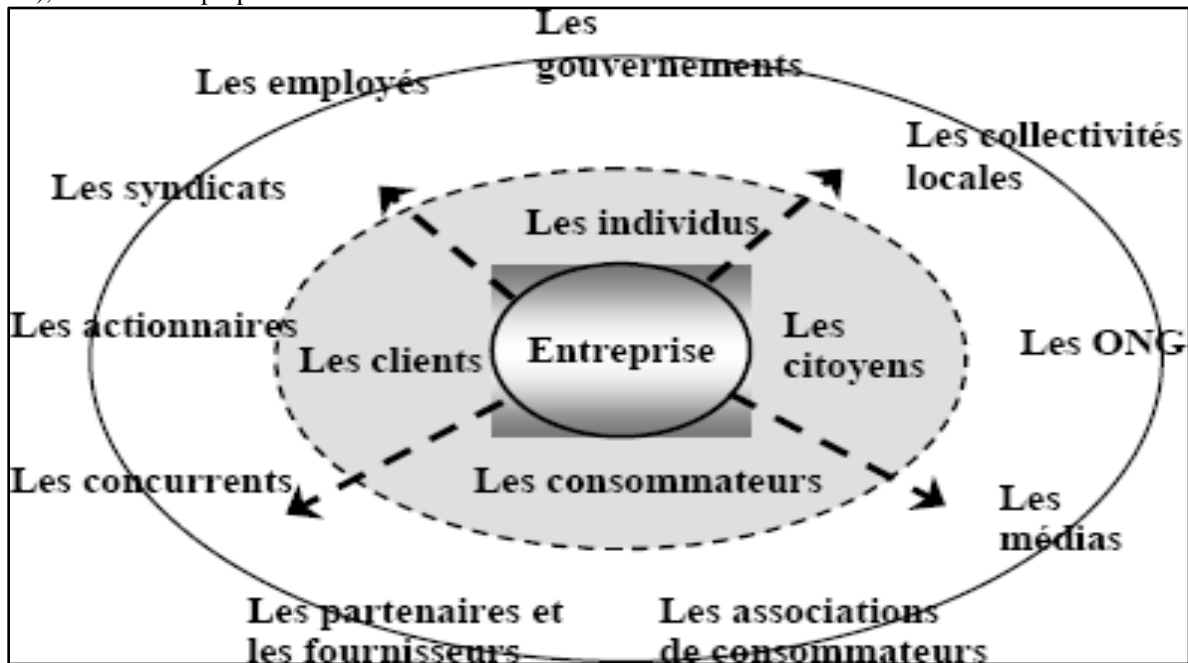 Les
gouvernements
Les employés
Les collectivités
locales
Les syndicats
Les individus
Les actionnaires
Les clients
Entreprise
Les
citoyens
Les ONG
Les concurrents
Les consommateurs
Les
médias
Les partenaires et
les fournisseurs
Les associations
de consommateurs